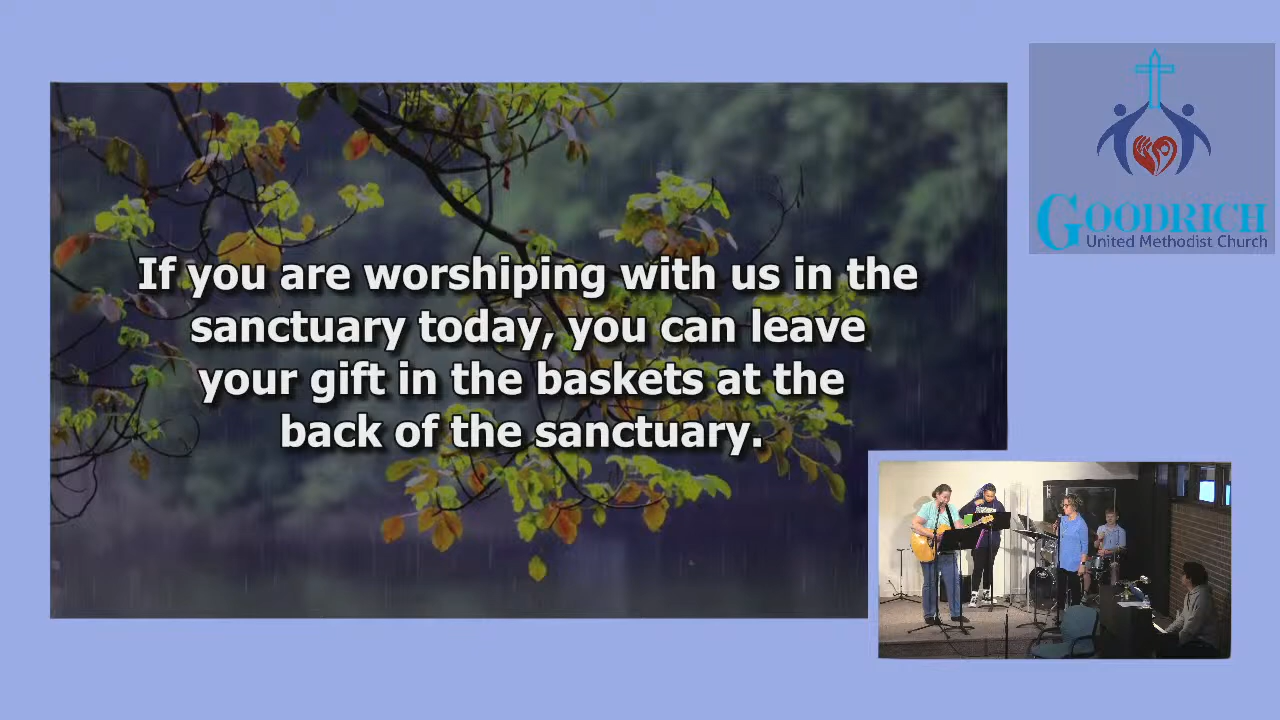 If you are worshiping with us in the
sanctuary today, you can leave
your gift in the baskets at the
back of the sanctuary.
GOODRICH
United Methodist Church